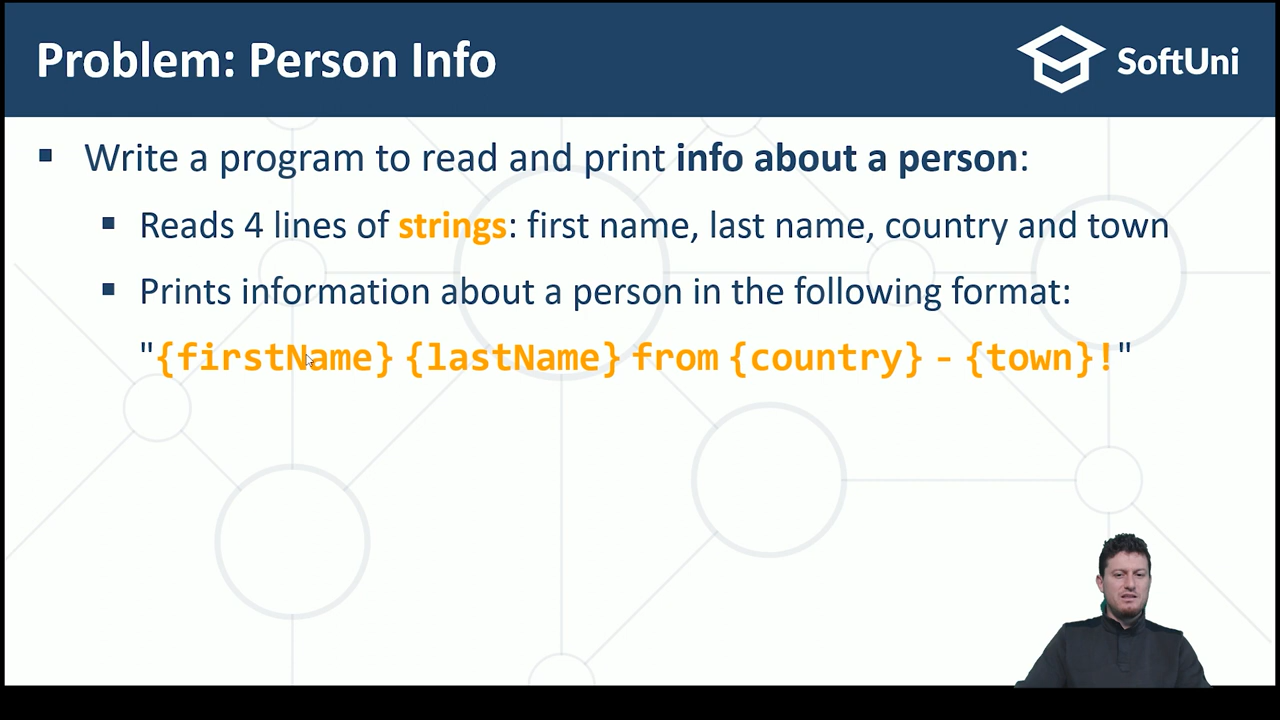 Problem: Person Info
SoftUni
▪ Write a program to read and print info about a person:
▪ Reads 4 lines of strings: first name, last name, country and town
▪ Prints information about a person in the following format:
"{firstName} {lastName} from {country} - {town}!"